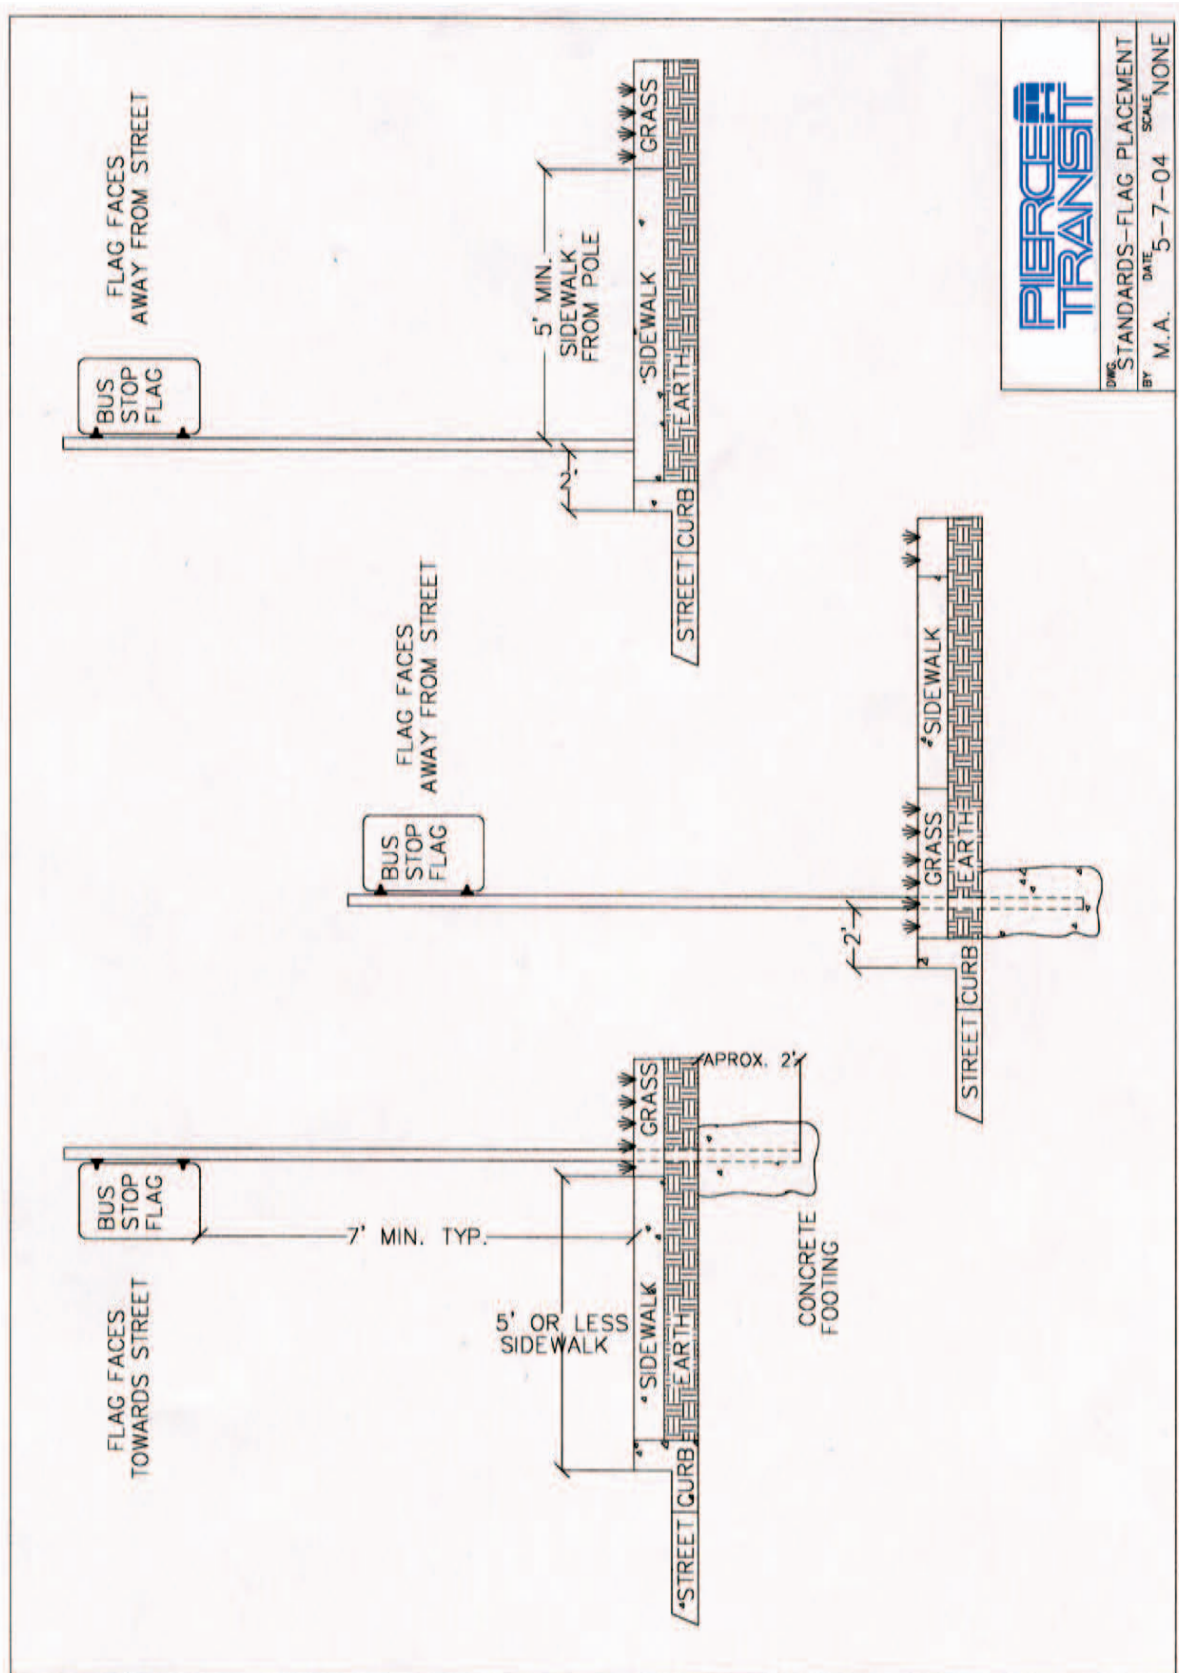 FLAG FACES
TOWARDS STREET
BUS
STOP
FLAG
7' MIN. TYP.
5' OR LESS
SIDEWALK
SIDEWALK
GRASS
EARTH
STREET
CURB
APROX. 2'
CONCRETE
FOOTING
FLAG FACES
AWAY FROM STREET
BUS
STOP
FLAG
2'
GRASS
SIDEWALK
EARTH
STREET
CURB
FLAG FACES
AWAY FROM STREET
BUS
STOP
FLAG
5' MIN.
SIDEWALK
FROM POLE
2'
SIDEWALK
GRASS
EARTH
STREET
CURB
PIERCE
TRANSIT
DWG. STANDARDS-FLAG PLACEMENT
BY M.A. DATE 5-7-04 SCALE NONE